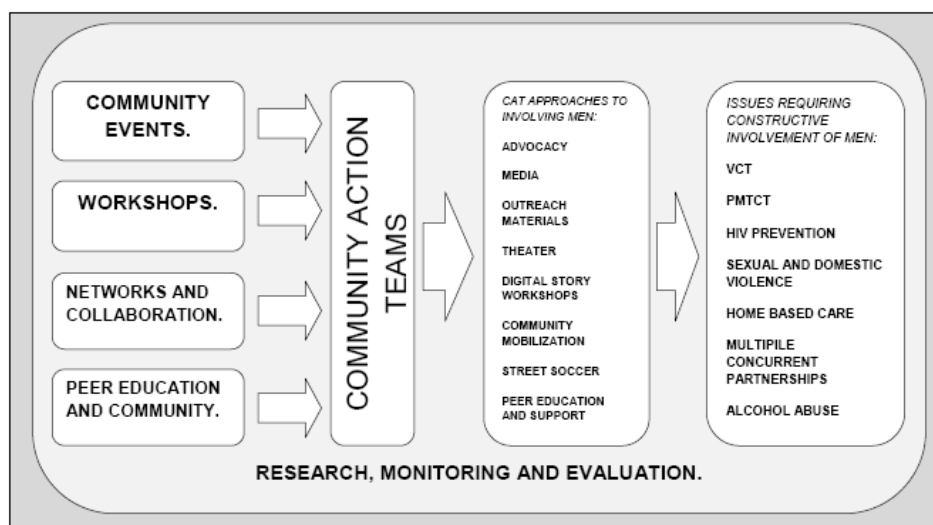 COMMUNITY
EVENTS.
WORKSHOPS.
NETWORKS AND
COLLABORATION.
PEER EDUCATION
AND COMMUNITY.
COMMUNITY ACTION
TEAMS
CAT APPROACHES TO
INVOLVING MEN:
ADVOCACY
MEDIA
OUTREACH
MATERIALS
THEATER
DIGITAL STORY
WORKSHOPS
COMMUNITY
MOBILIZATION
STREET SOCCER
PEER EDUCATION
AND SUPPORT
ISSUES REQUIRING
CONSTRUCTIVE
INVOLVEMENT OF MEN:
VCT
PMTCT
HIV PREVENTION
SEXUAL AND DOMESTIC
VIOLENCE
HOME BASED CARE
MULTIPILE
CONCURRENT
PARTNERSHIPS
ALCOHOL ABUSE
RESEARCH, MONITORING AND EVALUATION.